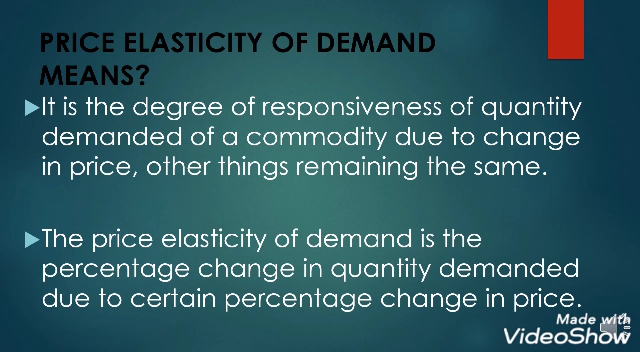 PRICE ELASTICITY OF DEMAND
MEANS?
It is the degree of responsiveness of quantity
demanded of a commodity due to change
in price, other things remaining the same.
The price elasticity of demand is the
percentage change in quantity demanded
due to certain percentage change in price.
Made with
VideoShow